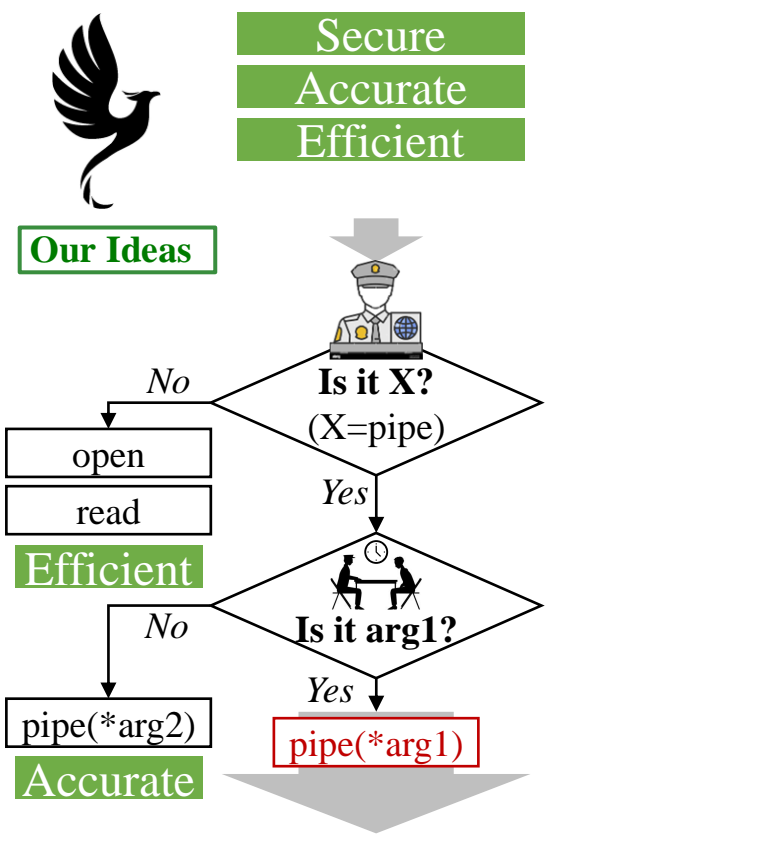 Secure
Accurate
Efficient
Our Ideas
Is it X?
(X=pipe)
No
open
read
Efficient
Yes
Is it arg1?
No
pipe(*arg2)
Accurate
Yes
pipe(*arg1)